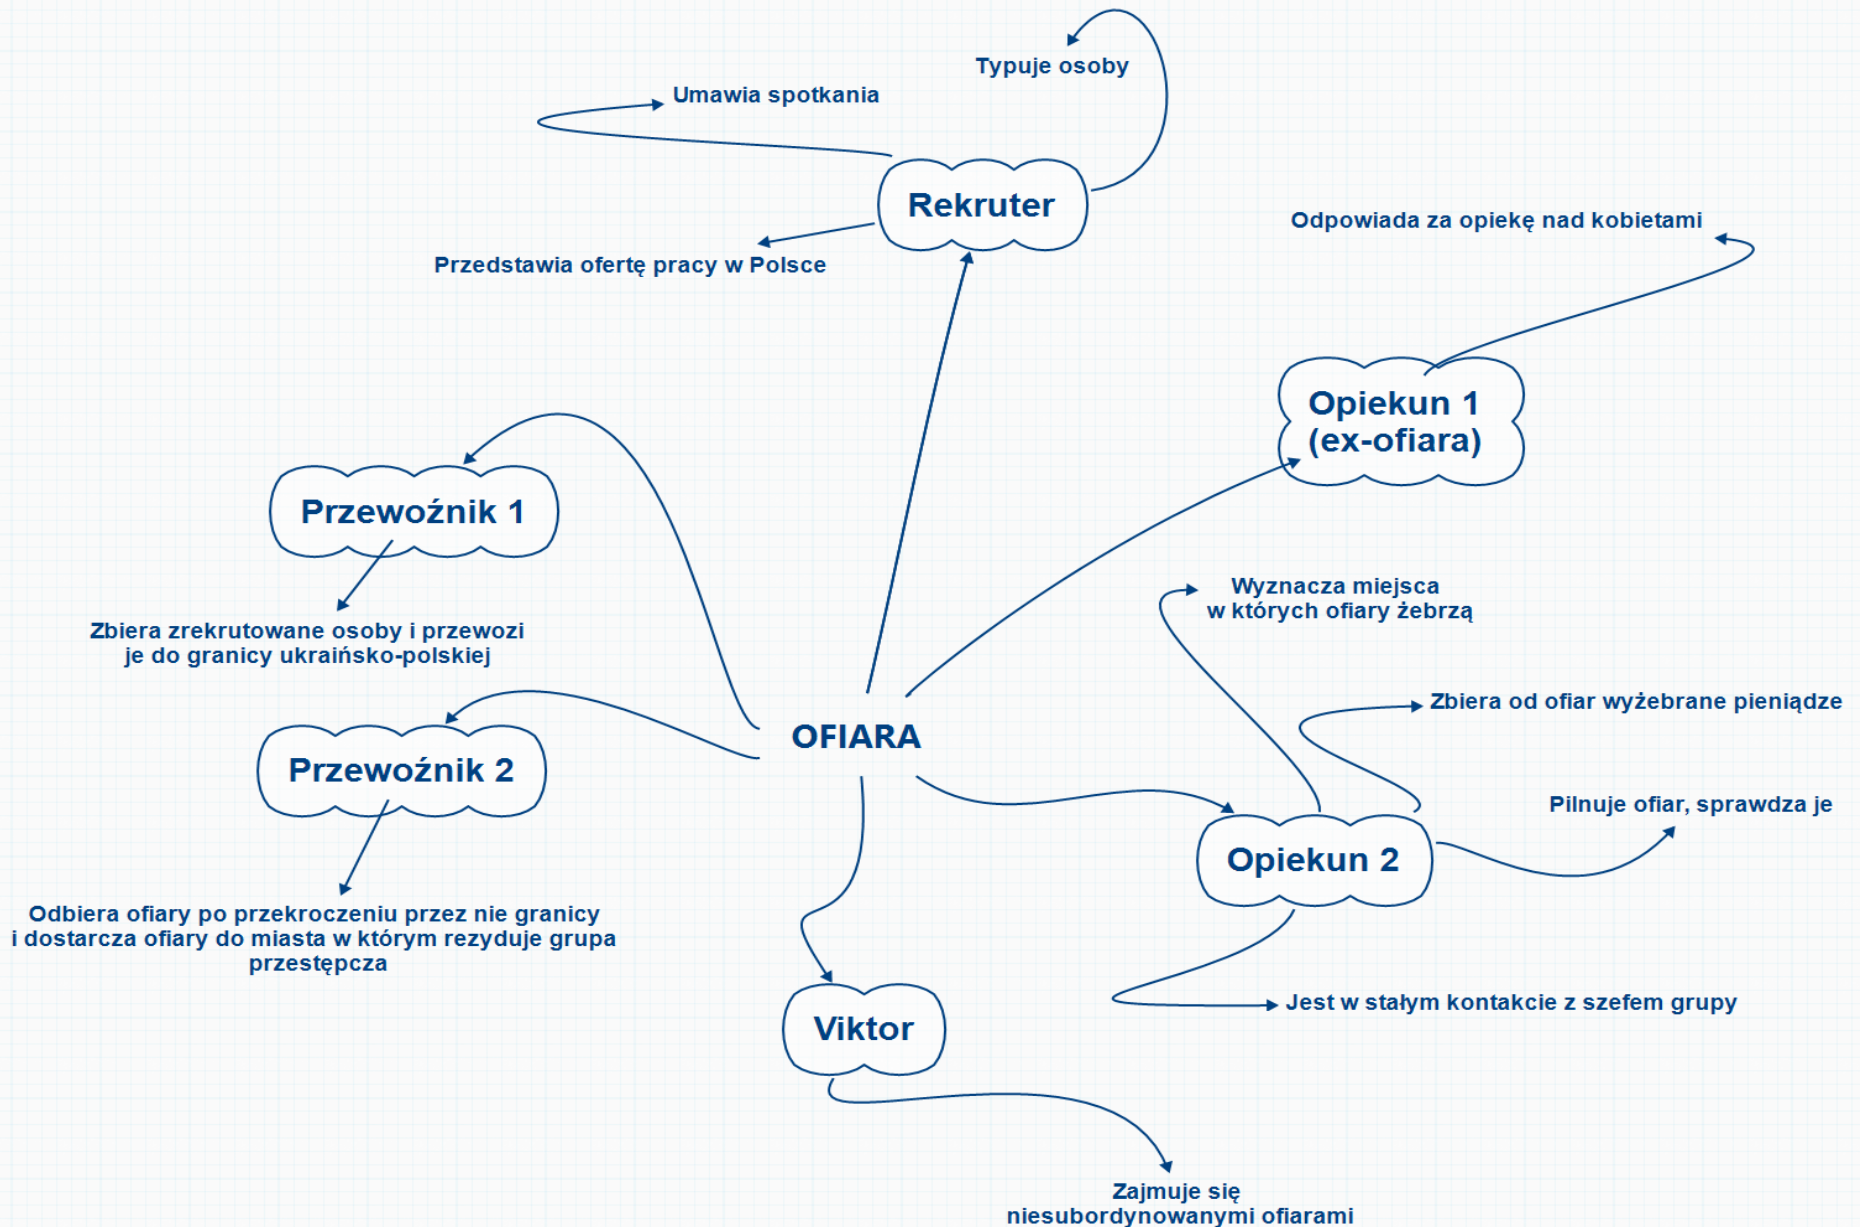 Typuje osoby
Umawia spotkania
Rekruter
Odpowiada za opiekę nad kobietami
Przedstawia ofertę pracy w Polsce
Opiekun 1
(ex-ofiara)
Przewoźnik 1
Wyznacza miejsca
w których ofiary żebrzą
Zbiera zrekrutowane osoby i przewozi
je do granicy ukraińsko-polskiej
Zbiera od ofiar wyżebrane pieniądze
OFIARA
Przewoźnik 2
Pilnuje ofiar, sprawdza je
Opiekun 2
Odbiera ofiary po przekroczeniu przez nie granicy
i dostarcza ofiary do miasta w którym rezyduje grupa
przestępcza
Jest w stałym kontakcie z szefem grupy
Viktor
Zajmuje się
niesubordynowanymi ofiarami